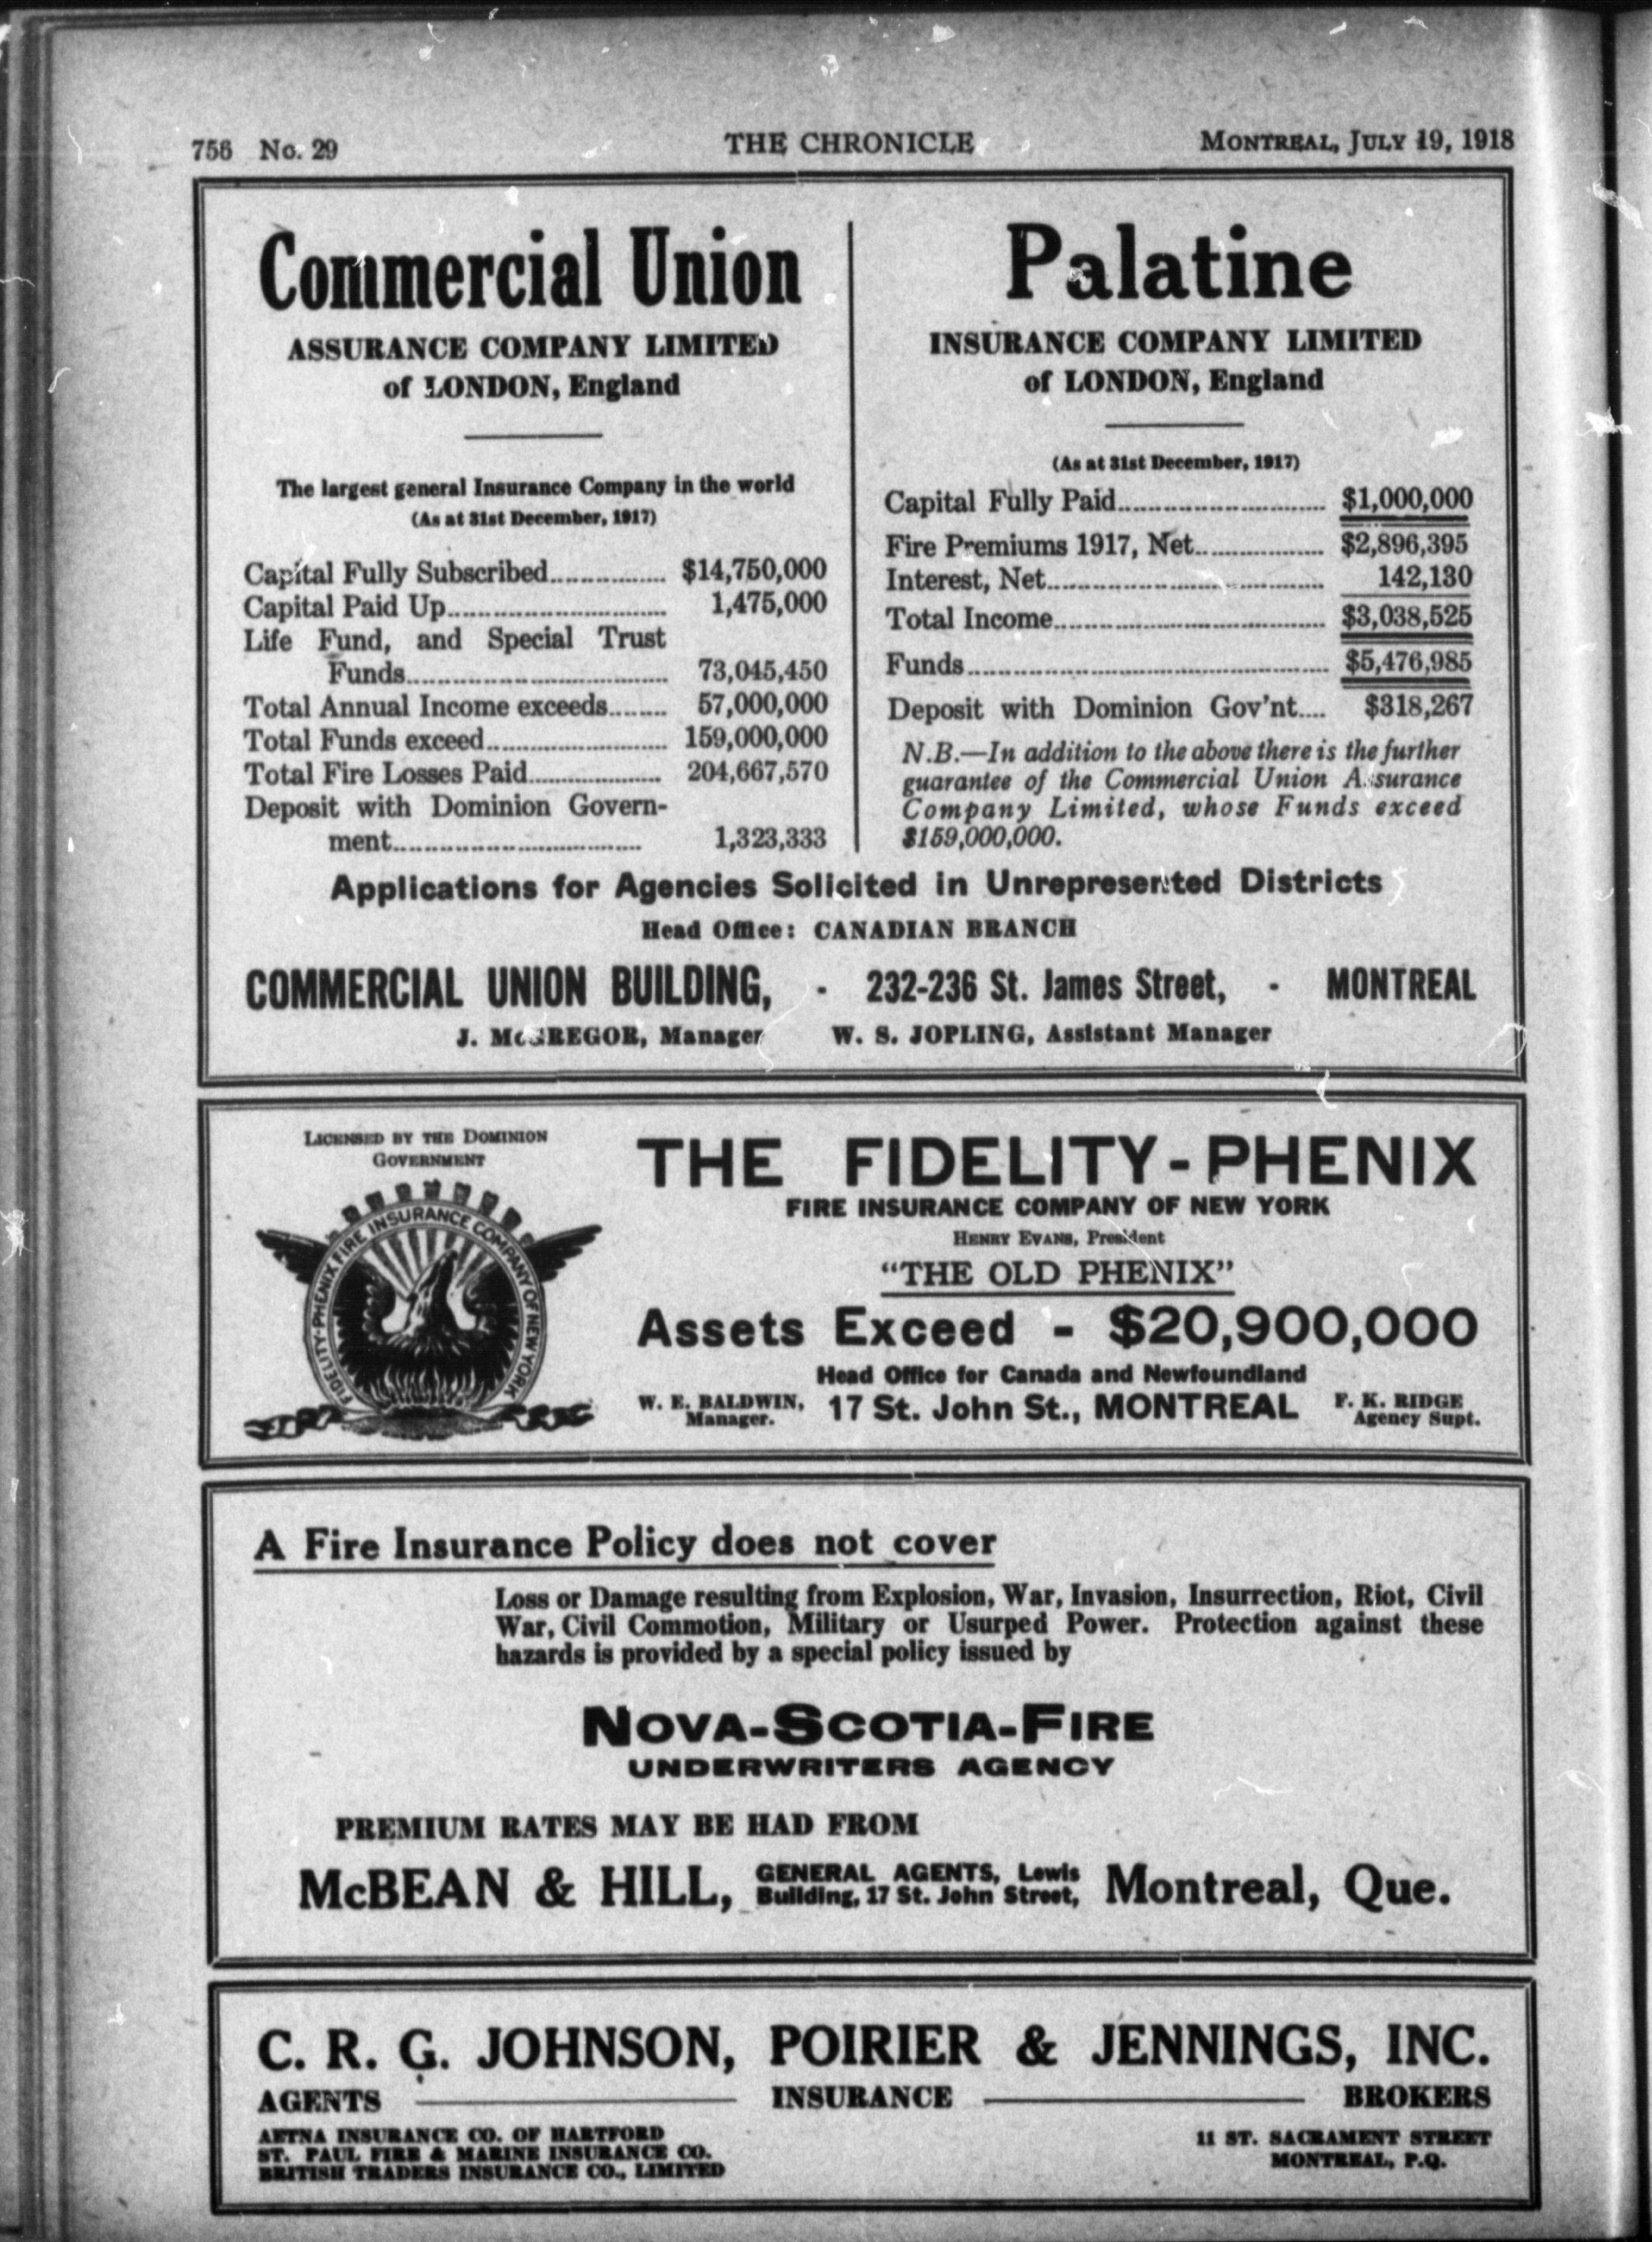 756 No. 29
THE CHRONICLE
MONTREAL, JULY 19, 1918
Commercial Union
ASSURANCE COMPANY LIMITED
of LONDON, England
The largest general Insurance Company in the world
(As at 31st December, 1917)
Capital Fully Subscribed................ $14,750,000
Capital Paid Up.............................. 1,475,000
Life Fund, and Special Trust
Funds.................................... 73,045,450
Total Annual Income exceeds........ 57,000,000
Total Funds exceed......................... 159,000,000
Total Fire Losses Paid.................... 204,667,570
Deposit with Dominion Govern-
ment.................................. 1,323,333
Palatine
INSURANCE COMPANY LIMITED
of LONDON, England
(As at 31st December, 1917)
Capital Fully Paid............................. $1,000,000
Fire Premiums 1917, Net.................. $2,896,395
Interest, Net...................................... 142,130
Total Income..................................... $3,038,525
Funds................................................. $5,476,985
Deposit with Dominion Gov'nt.... $318,267
N.B.—In addition to the above there is the further
guarantee of the Commercial Union Assurance
Company Limited, whose Funds exceed
$159,000,000.
Applications for Agencies Solicited in Unrepresented Districts
Head Office: CANADIAN BRANCH
COMMERCIAL UNION BUILDING, - 232-236 St. James Street, - MONTREAL
J. McGREGOR, Manager W. S. JOPLING, Assistant Manager
LICENSED BY THE DOMINION
GOVERNMENT
FIDELITY-PHENIX FIRE INSURANCE COMPANY OF NEW YORK
THE FIDELITY-PHENIX
FIRE INSURANCE COMPANY OF NEW YORK
HENRY EVANS, President
"THE OLD PHENIX"
Assets Exceed - $20,900,000
Head Office for Canada and Newfoundland
W. E. BALDWIN,
Manager.
17 St. John St., MONTREAL
F. K. RIDGE
Agency Supt.
A Fire Insurance Policy does not cover
Loss or Damage resulting from Explosion, War, Invasion, Insurrection, Riot, Civil
War, Civil Commotion, Military or Usurped Power. Protection against these
hazards is provided by a special policy issued by
NOVA-SCOTIA-FIRE
UNDERWRITERS AGENCY
PREMIUM RATES MAY BE HAD FROM
McBEAN & HILL,
GENERAL AGENTS, Lewis
Building, 17 St. John Street,
Montreal, Que.
C. R. G. JOHNSON, POIRIER & JENNINGS, INC.
AGENTS INSURANCE BROKERS
AETNA INSURANCE CO. OF HARTFORD
ST. PAUL FIRE & MARINE INSURANCE CO.
BRITISH TRADERS INSURANCE CO., LIMITED
11 ST. SACRAMENT STREET
MONTREAL, P.Q.